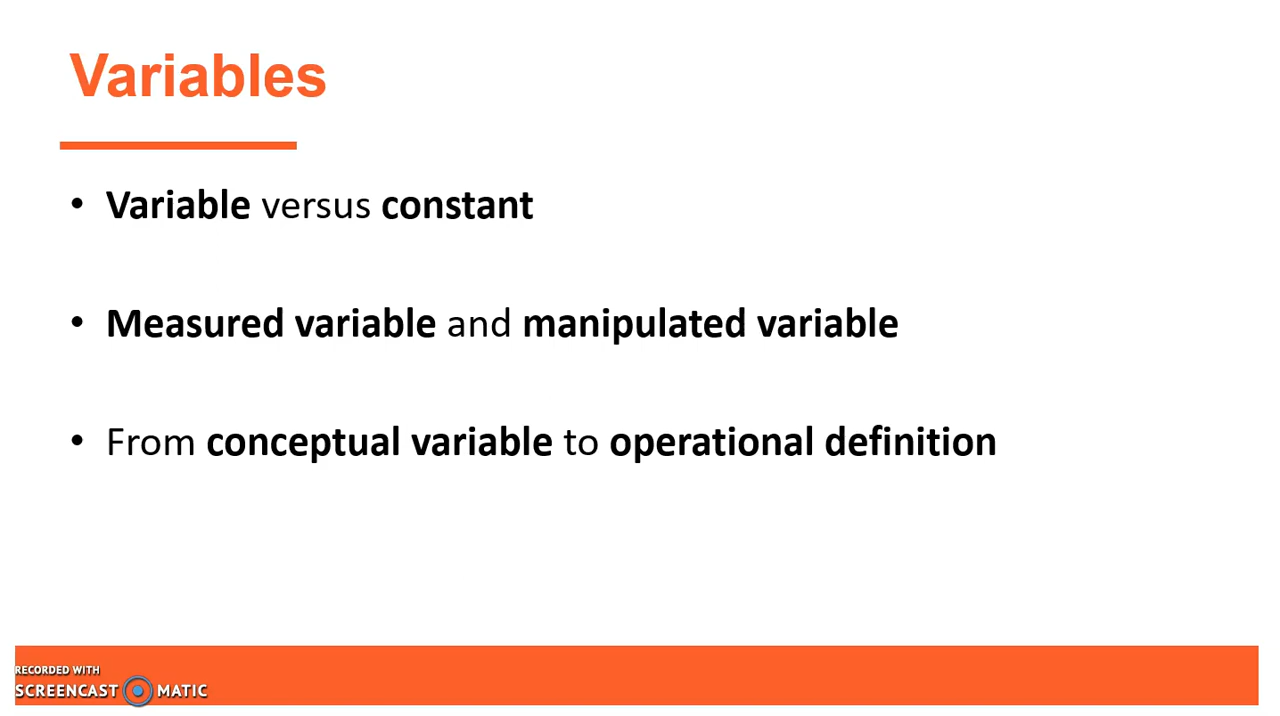 Variables
• Variable versus constant
• Measured variable and manipulated variable
• From conceptual variable to operational definition
RECORDED WITH
SCREENCAST MATIC